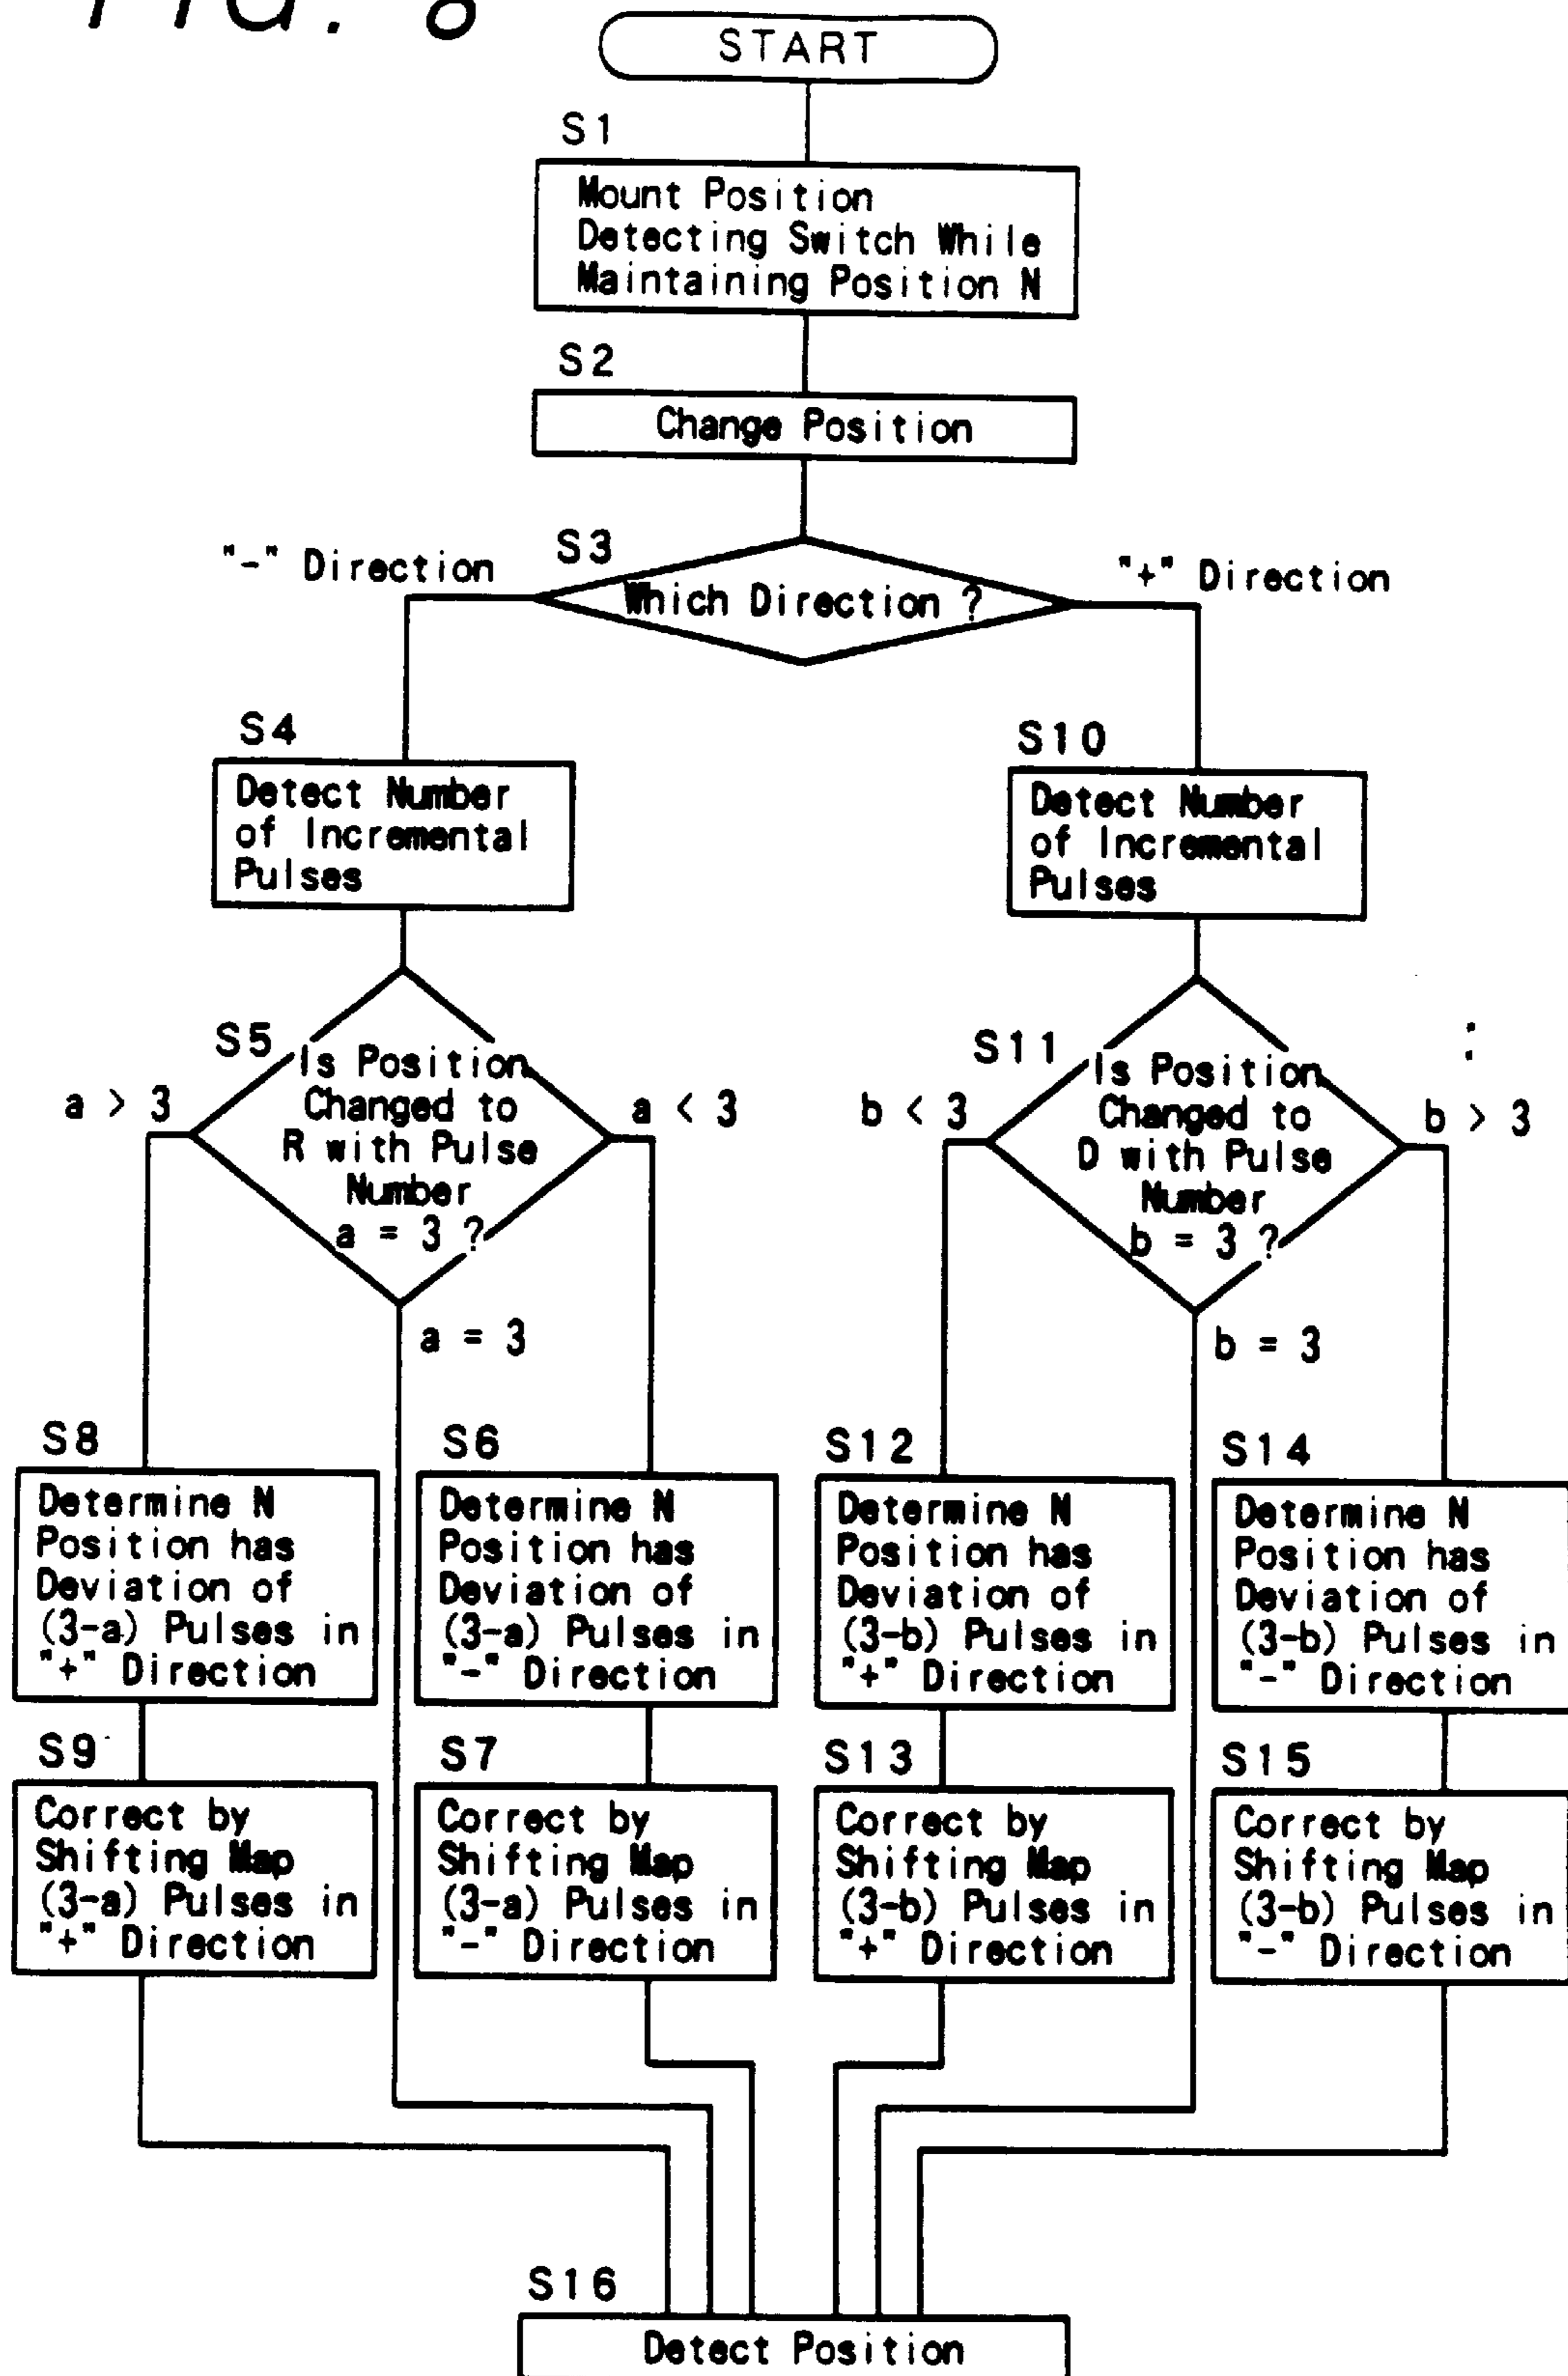 FIG. 8
START
S1
Mount Position
Detecting Switch While
Maintaining Position N
S2
Change Position
S3
"-" Direction
Which Direction ?
"+" Direction
S4
Detect Number
of Incremental
Pulses
S10
Detect Number
of Incremental
Pulses
S5
a > 3
Is Position
Changed to
R with Pulse
Number
a = 3 ?
a < 3
a = 3
S11
b < 3
Is Position
Changed to
D with Pulse
Number
b = 3 ?
b > 3
b = 3
S8
Determine N
Position has
Deviation of
(3-a) Pulses in
"+" Direction
S6
Determine N
Position has
Deviation of
(3-a) Pulses in
"-" Direction
S12
Determine N
Position has
Deviation of
(3-b) Pulses in
"+" Direction
S14
Determine N
Position has
Deviation of
(3-b) Pulses in
"-" Direction
S9
Correct by
Shifting Map
(3-a) Pulses in
"+" Direction
S7
Correct by
Shifting Map
(3-a) Pulses in
"-" Direction
S13
Correct by
Shifting Map
(3-b) Pulses in
"+" Direction
S15
Correct by
Shifting Map
(3-b) Pulses in
"-" Direction
S16
Detect Position